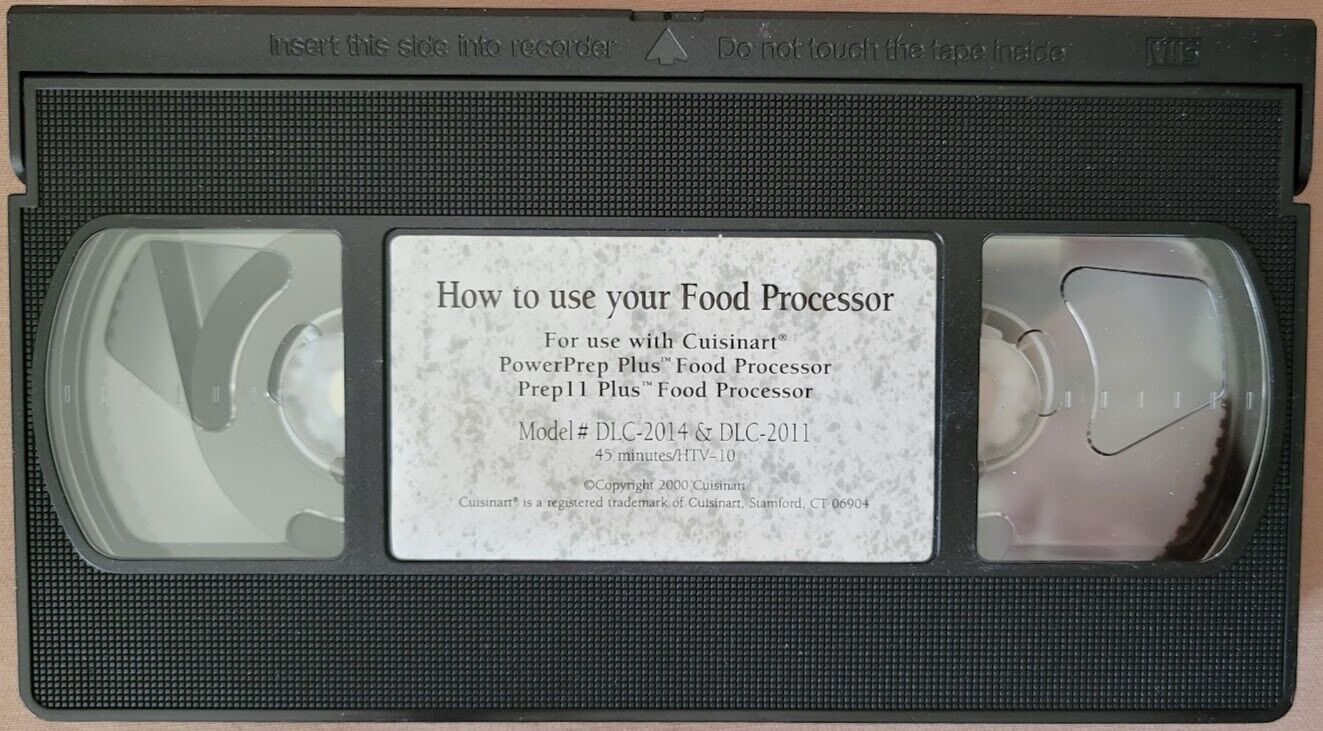 Insert this side into recorder
Do not touch the tape inside
VHS
How to use your Food Processor
For use with Cuisinart®
PowerPrep Plus™ Food Processor
Prep11 Plus™ Food Processor
Model# DLC-2014 & DLC-2011
45 minutes/HTV-10
©Copyright 2000 Cuisinart
Cuisinart® is a registered trademark of Cuisinart, Stamford, CT 06904